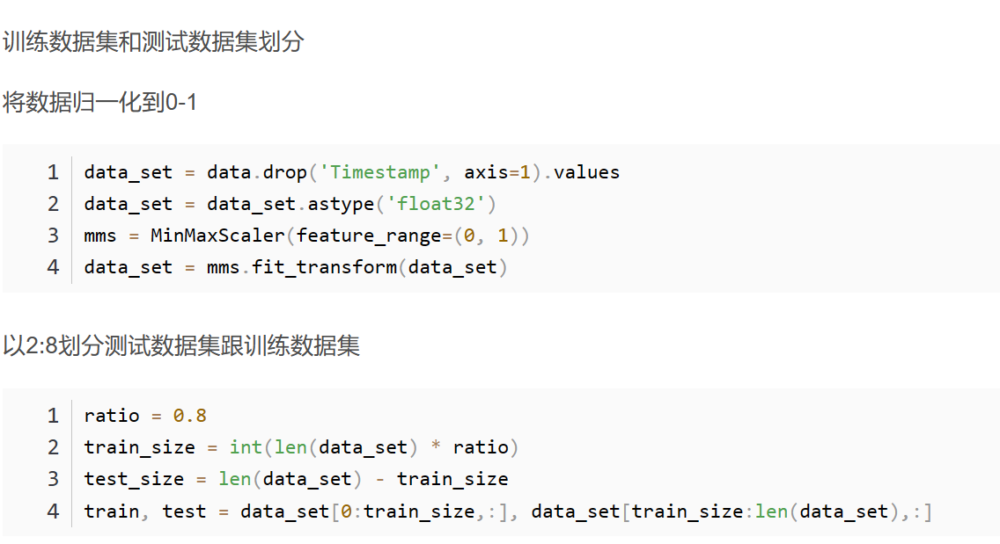 训练数据集和测试数据集划分
将数据归一化到0-1
1 data_set = data.drop('Timestamp', axis=1).values
2 data_set = data_set.astype('float32')
3 mms = MinMaxScaler(feature_range=(0, 1))
4 data_set = mms.fit_transform(data_set)
以2:8划分测试数据集跟训练数据集
1 ratio = 0.8
2 train_size = int(len(data_set) * ratio)
3 test_size = len(data_set) - train_size
4 train, test = data_set[0:train_size,:], data_set[train_size:len(data_set),:]